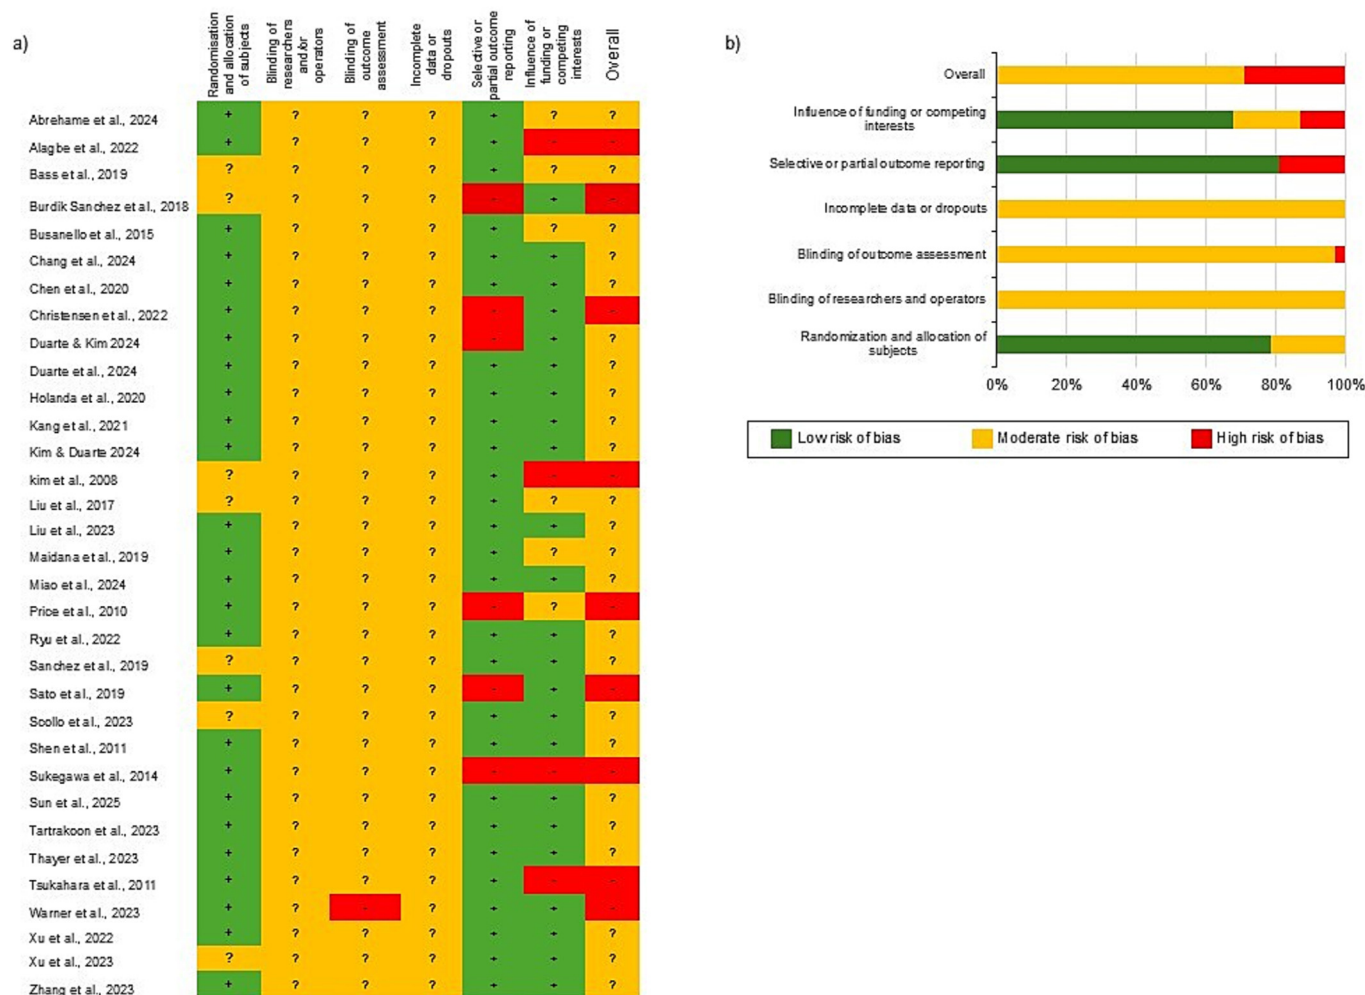 a)
Randomisation
and allocation
of subjects
Blinding of
researchers
and/or
operators
Blinding of
outcome
assessment
Incomplete
data or
dropouts
Selective or
partial outcome
reporting
Influence of
funding or
competing
interests
Overall
Abrehame et al., 2024 + ? ? ? + ? ?
Alagbe et al., 2022 + ? ? ? + - -
Bass et al., 2019 ? ? ? ? + ? ?
Burdik Sanchez et al., 2018 ? ? ? ? - + -
Busanello et al., 2015 + ? ? ? + ? ?
Chang et al., 2024 + ? ? ? + + ?
Chen et al., 2020 + ? ? ? + + ?
Christensen et al., 2022 + ? ? ? - + -
Duarte & Kim 2024 + ? ? ? - + ?
Duarte et al., 2024 + ? ? ? + + ?
Holanda et al., 2020 + ? ? ? + + ?
Kang et al., 2021 + ? ? ? + + ?
Kim & Duarte 2024 + ? ? ? + + ?
kim et al., 2008 ? ? ? ? + - -
Liu et al., 2017 ? ? ? ? + ? ?
Liu et al., 2023 + ? ? ? + + ?
Maidana et al., 2019 + ? ? ? + ? ?
Miao et al., 2024 + ? ? ? + + ?
Price et al., 2010 + ? ? ? - ? -
Ryu et al., 2022 + ? ? ? + + ?
Sanchez et al., 2019 ? ? ? ? + + ?
Sato et al., 2019 + ? ? ? - + -
Scollo et al., 2023 ? ? ? ? + + ?
Shen et al., 2011 + ? ? ? + + ?
Sukegawa et al., 2014 + ? ? ? - - -
Sun et al., 2025 + ? ? ? + + ?
Tartrakoon et al., 2023 + ? ? ? + + ?
Thayer et al., 2023 + ? ? ? + + ?
Tsukahara et al., 2011 + ? ? ? + - -
Warner et al., 2023 + ? - ? + + -
Xu et al., 2022 + ? ? ? + + ?
Xu et al., 2023 ? ? ? ? + + ?
Zhang et al., 2023 + ? ? ? + + ?
b)
Overall
Influence of funding or competing
interests
Selective or partial outcome reporting
Incomplete data or dropouts
Blinding of outcome assessment
Blinding of researchers and operators
Randomization and allocation of
subjects
0% 20% 40% 60% 80% 100%
Low risk of bias Moderate risk of bias High risk of bias